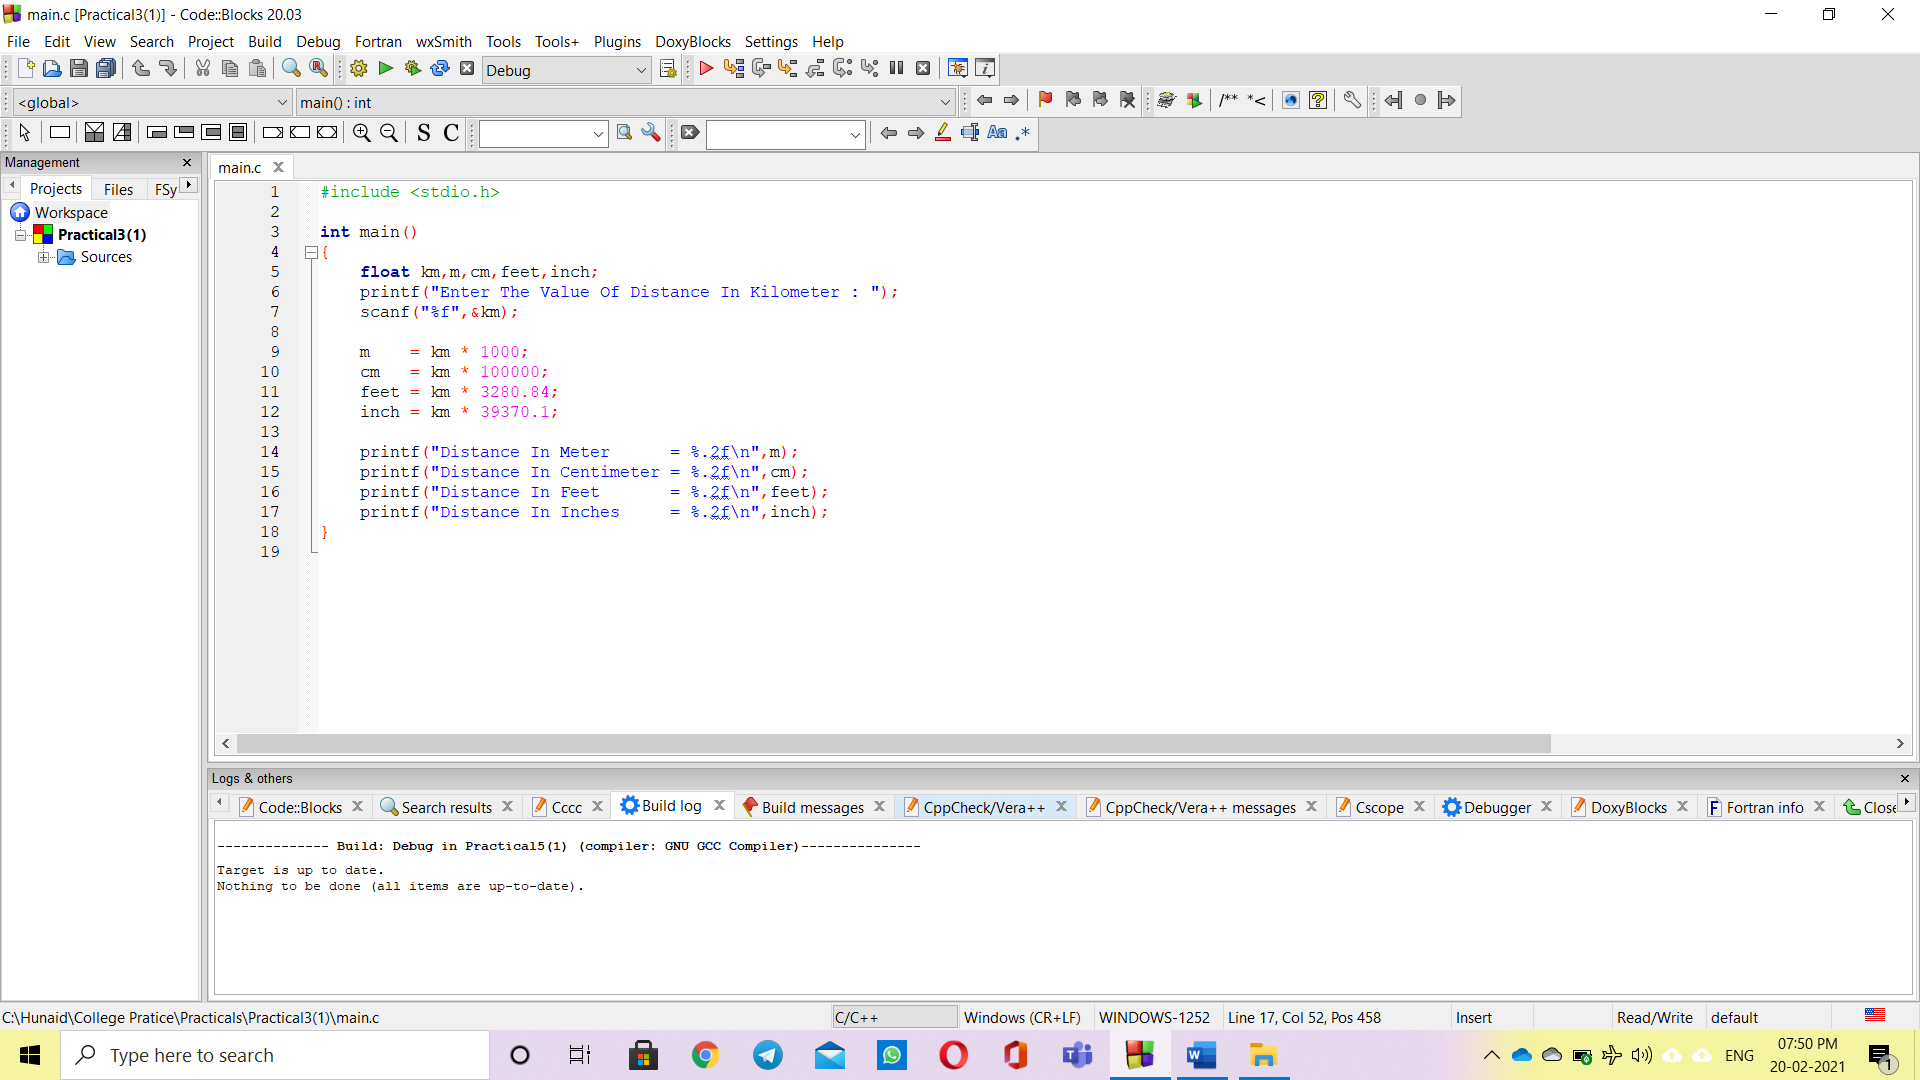 main.c [Practical3(1)] - Code::Blocks 20.03
File Edit View Search Project Build Debug Fortran wxSmith Tools Tools+ Plugins DoxyBlocks Settings Help
Debug
<global> main() : int
/** *<
S C Aa .*
Management
Projects Files FSy
Workspace
Practical3(1)
Sources
main.c
1 #include <stdio.h>
2
3 int main()
4 {
5 float km,m,cm,feet,inch;
6 printf("Enter The Value Of Distance In Kilometer : ");
7 scanf("%f",&km);
8
9 m    = km * 1000;
10 cm   = km * 100000;
11 feet = km * 3280.84;
12 inch = km * 39370.1;
13
14 printf("Distance In Meter      = %.2f\n",m);
15 printf("Distance In Centimeter = %.2f\n",cm);
16 printf("Distance In Feet       = %.2f\n",feet);
17 printf("Distance In Inches     = %.2f\n",inch);
18 }
19
Logs & others
Code::Blocks Search results Cccc Build log Build messages CppCheck/Vera++ CppCheck/Vera++ messages Cscope Debugger DoxyBlocks Fortran info Close
-------------- Build: Debug in Practical5(1) (compiler: GNU GCC Compiler)---------------
Target is up to date.
Nothing to be done (all items are up-to-date).
C:\Hunaid\College Pratice\Practicals\Practical3(1)\main.c C/C++ Windows (CR+LF) WINDOWS-1252 Line 17, Col 52, Pos 458 Insert Read/Write default
Type here to search
ENG
07:50 PM
20-02-2021
1